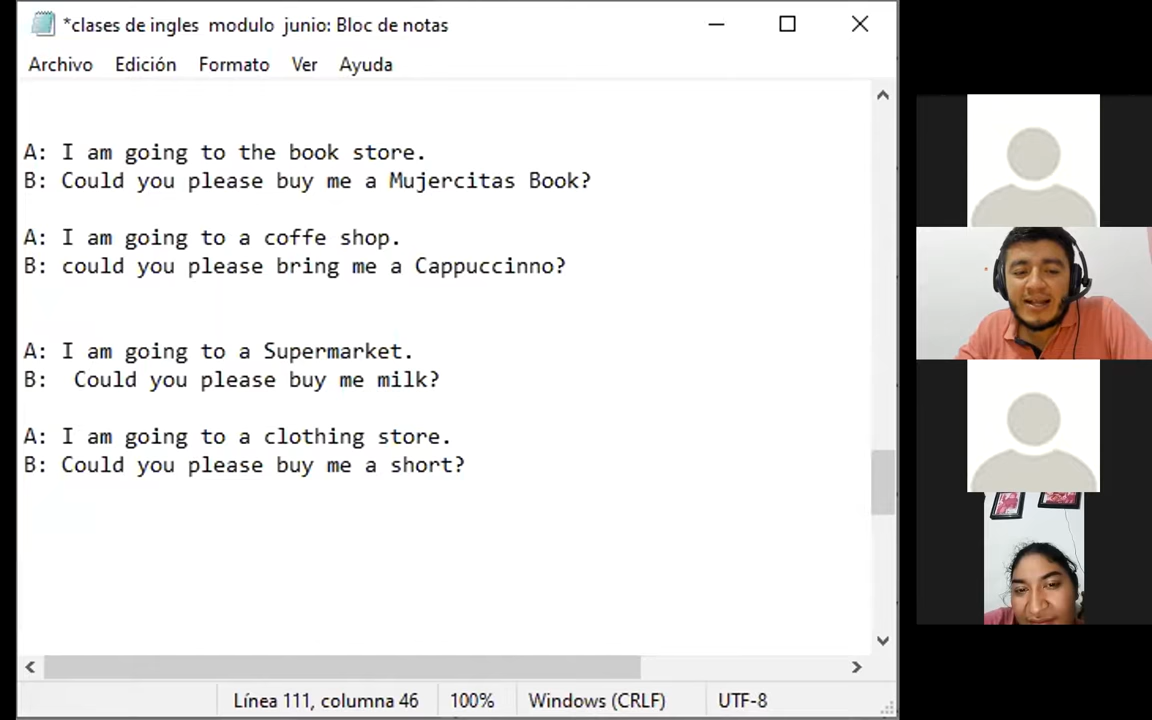 *clases de ingles  modulo  junio: Bloc de notas
Archivo Edición Formato Ver Ayuda
A: I am going to the book store.
B: Could you please buy me a Mujercitas Book?
A: I am going to a coffe shop.
B: could you please bring me a Cappuccinno?
A: I am going to a Supermarket.
B:  Could you please buy me milk?
A: I am going to a clothing store.
B: Could you please buy me a short?
Línea 111, columna 46 100% Windows (CRLF) UTF-8